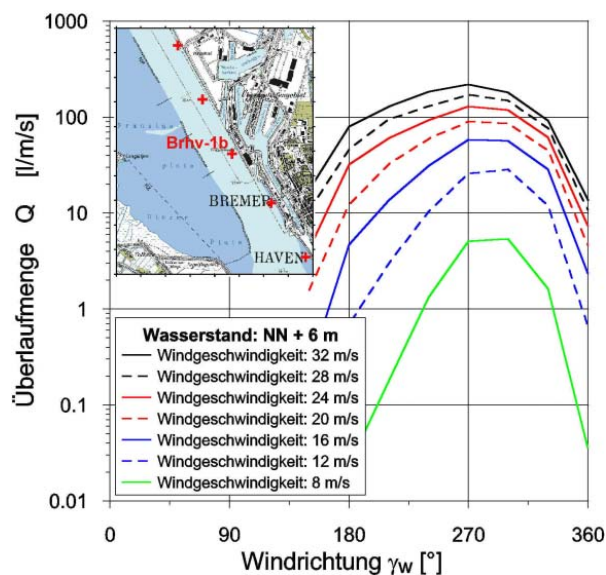 Überlaufmenge Q [l/m/s]
1000
100
10
1
0.1
0.01
Brhv-1b
BREMER
HAVEN
Wasserstand: NN + 6 m
Windgeschwindigkeit: 32 m/s
Windgeschwindigkeit: 28 m/s
Windgeschwindigkeit: 24 m/s
Windgeschwindigkeit: 20 m/s
Windgeschwindigkeit: 16 m/s
Windgeschwindigkeit: 12 m/s
Windgeschwindigkeit: 8 m/s
0 90 180 270 360
Windrichtung γw [°]